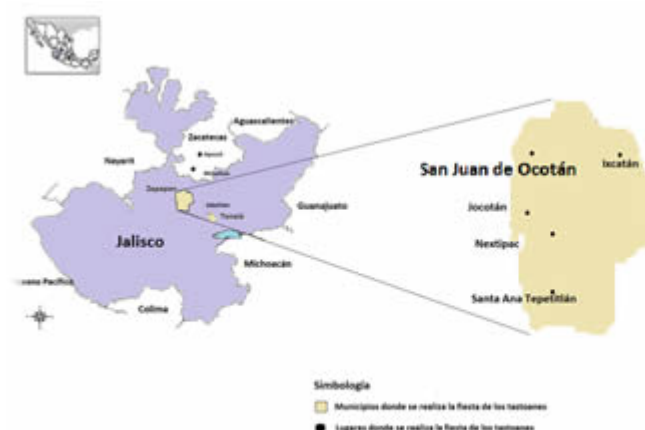 Aguascalientes
Zacatecas
Nayarit
Zapopan
Tonalá
Guanajuato
Jalisco
Michoacán
Colima
Ixcatán
San Juan de Ocotán
Jocotán
Nextipac
Santa Ana Tepetitlán
Simbología
Municipios donde se realiza la fiesta de los tastoanes
Lugares donde se realiza la fiesta de los tastoanes